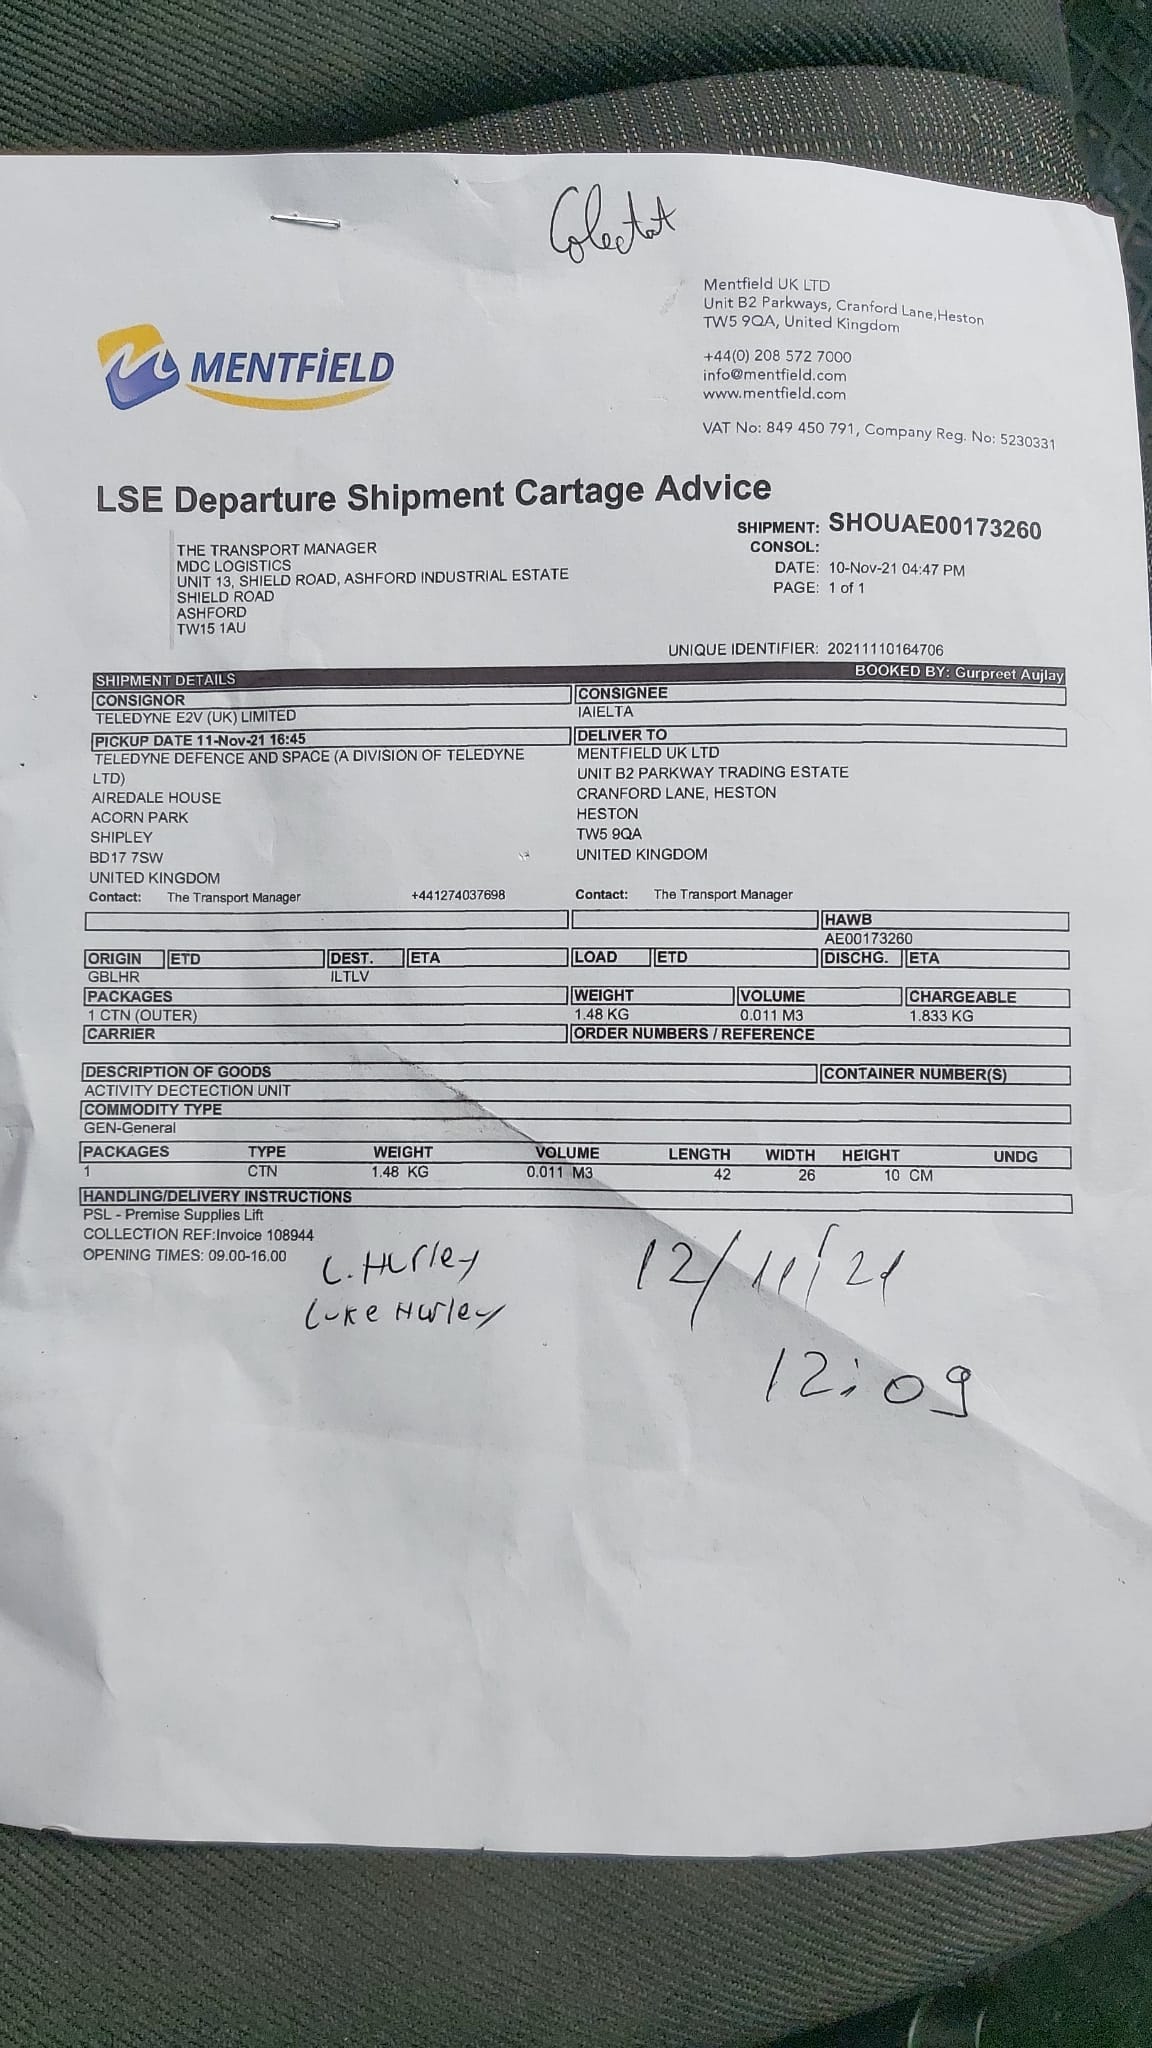 Colectat
MENTFiELD
Mentfield UK LTD
Unit B2 Parkways, Cranford Lane,Heston
TW5 9QA, United Kingdom
+44(0) 208 572 7000
info@mentfield.com
www.mentfield.com
VAT No: 849 450 791, Company Reg. No: 5230331
LSE Departure Shipment Cartage Advice
THE TRANSPORT MANAGER
MDC LOGISTICS
UNIT 13, SHIELD ROAD, ASHFORD INDUSTRIAL ESTATE
SHIELD ROAD
ASHFORD
TW15 1AU
SHIPMENT: SHOUAE00173260
CONSOL:
DATE: 10-Nov-21 04:47 PM
PAGE: 1 of 1
UNIQUE IDENTIFIER: 20211110164706
SHIPMENT DETAILS BOOKED BY: Gurpreet Aujlay
CONSIGNOR CONSIGNEE
TELEDYNE E2V (UK) LIMITED IAIELTA
PICKUP DATE 11-Nov-21 16:45 DELIVER TO
TELEDYNE DEFENCE AND SPACE (A DIVISION OF TELEDYNE MENTFIELD UK LTD
LTD) UNIT B2 PARKWAY TRADING ESTATE
AIREDALE HOUSE CRANFORD LANE, HESTON
ACORN PARK HESTON
SHIPLEY TW5 9QA
BD17 7SW UNITED KINGDOM
UNITED KINGDOM
Contact: The Transport Manager +441274037698 Contact: The Transport Manager
HAWB
AE00173260
ORIGIN ETD DEST. ETA LOAD ETD DISCHG. ETA
GBLHR ILTLV
PACKAGES WEIGHT VOLUME CHARGEABLE
1 CTN (OUTER) 1.48 KG 0.011 M3 1.833 KG
CARRIER ORDER NUMBERS / REFERENCE
DESCRIPTION OF GOODS CONTAINER NUMBER(S)
ACTIVITY DECTECTION UNIT
COMMODITY TYPE
GEN-General
PACKAGES TYPE WEIGHT VOLUME LENGTH WIDTH HEIGHT UNDG
1 CTN 1.48 KG 0.011 M3 42 26 10 CM
HANDLING/DELIVERY INSTRUCTIONS
PSL - Premise Supplies Lift
COLLECTION REF:Invoice 108944
OPENING TIMES: 09.00-16.00
L. Hurley 12/11/21
Luke Hurley
12:09